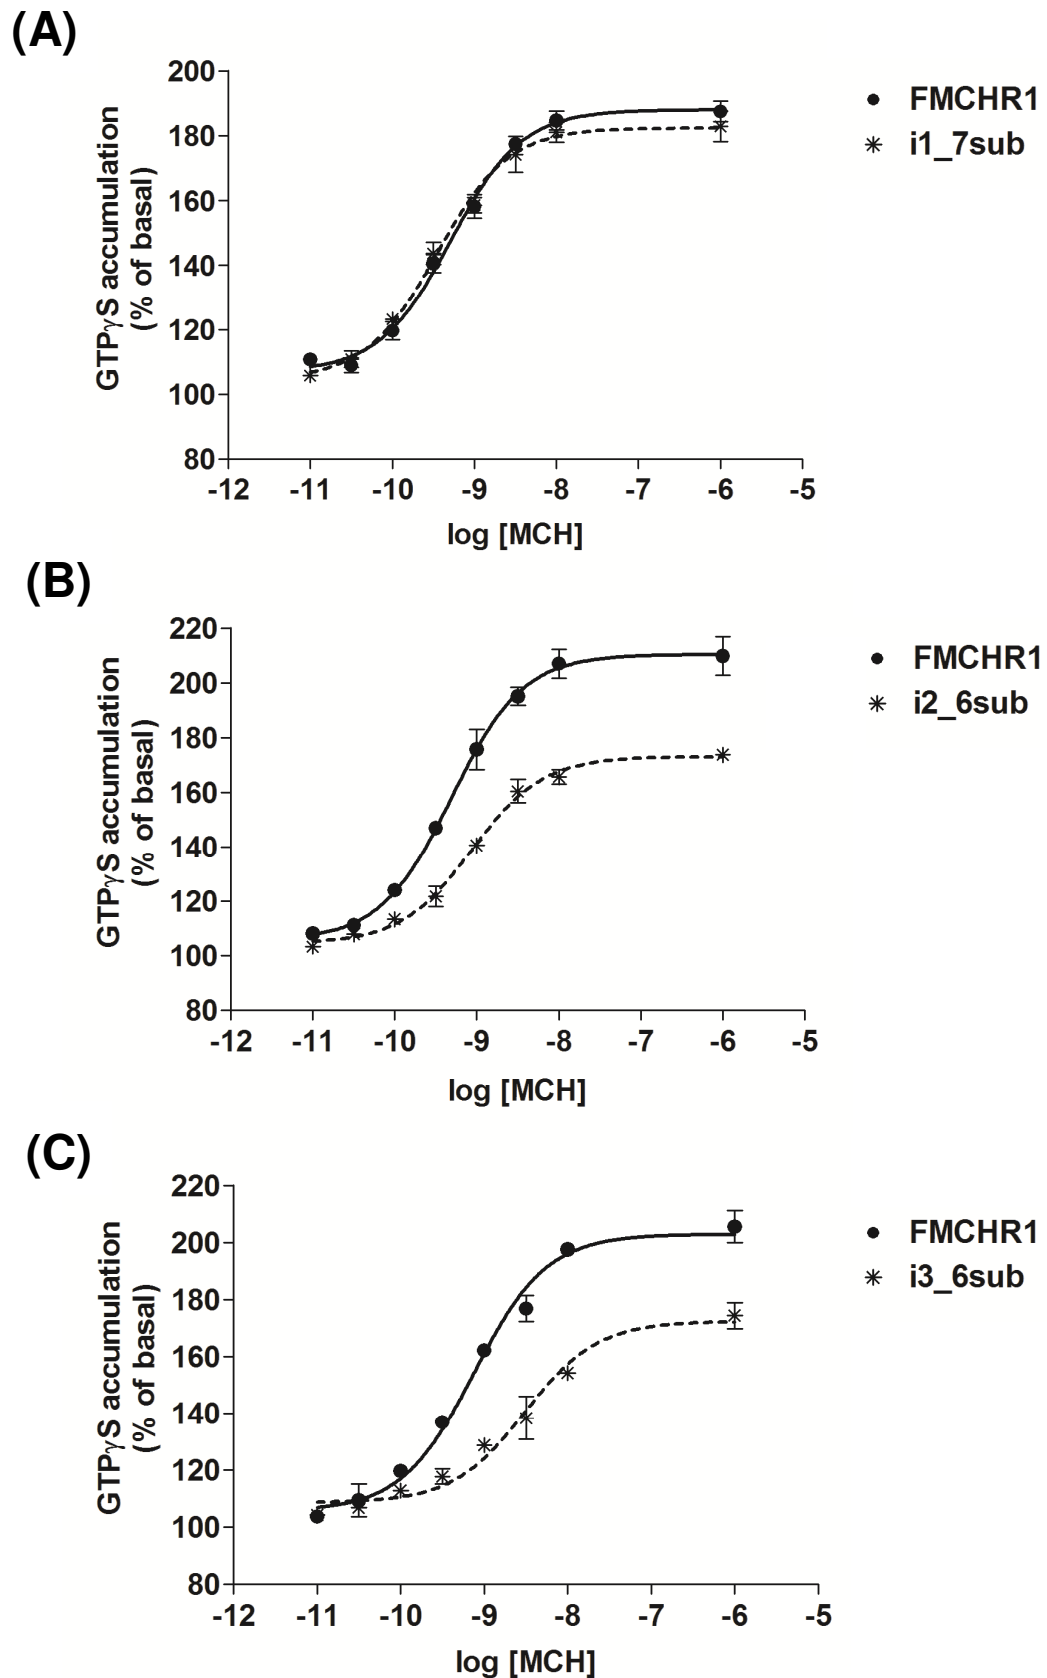 (A)
GTPγS accumulation
(% of basal)
200
180
160
140
120
100
80
-12 -11 -10 -9 -8 -7 -6 -5
log [MCH]
FMCHR1
i1_7sub
(B)
GTPγS accumulation
(% of basal)
220
200
180
160
140
120
100
80
-12 -11 -10 -9 -8 -7 -6 -5
log [MCH]
FMCHR1
i2_6sub
(C)
GTPγS accumulation
(% of basal)
220
200
180
160
140
120
100
80
-12 -11 -10 -9 -8 -7 -6 -5
log [MCH]
FMCHR1
i3_6sub